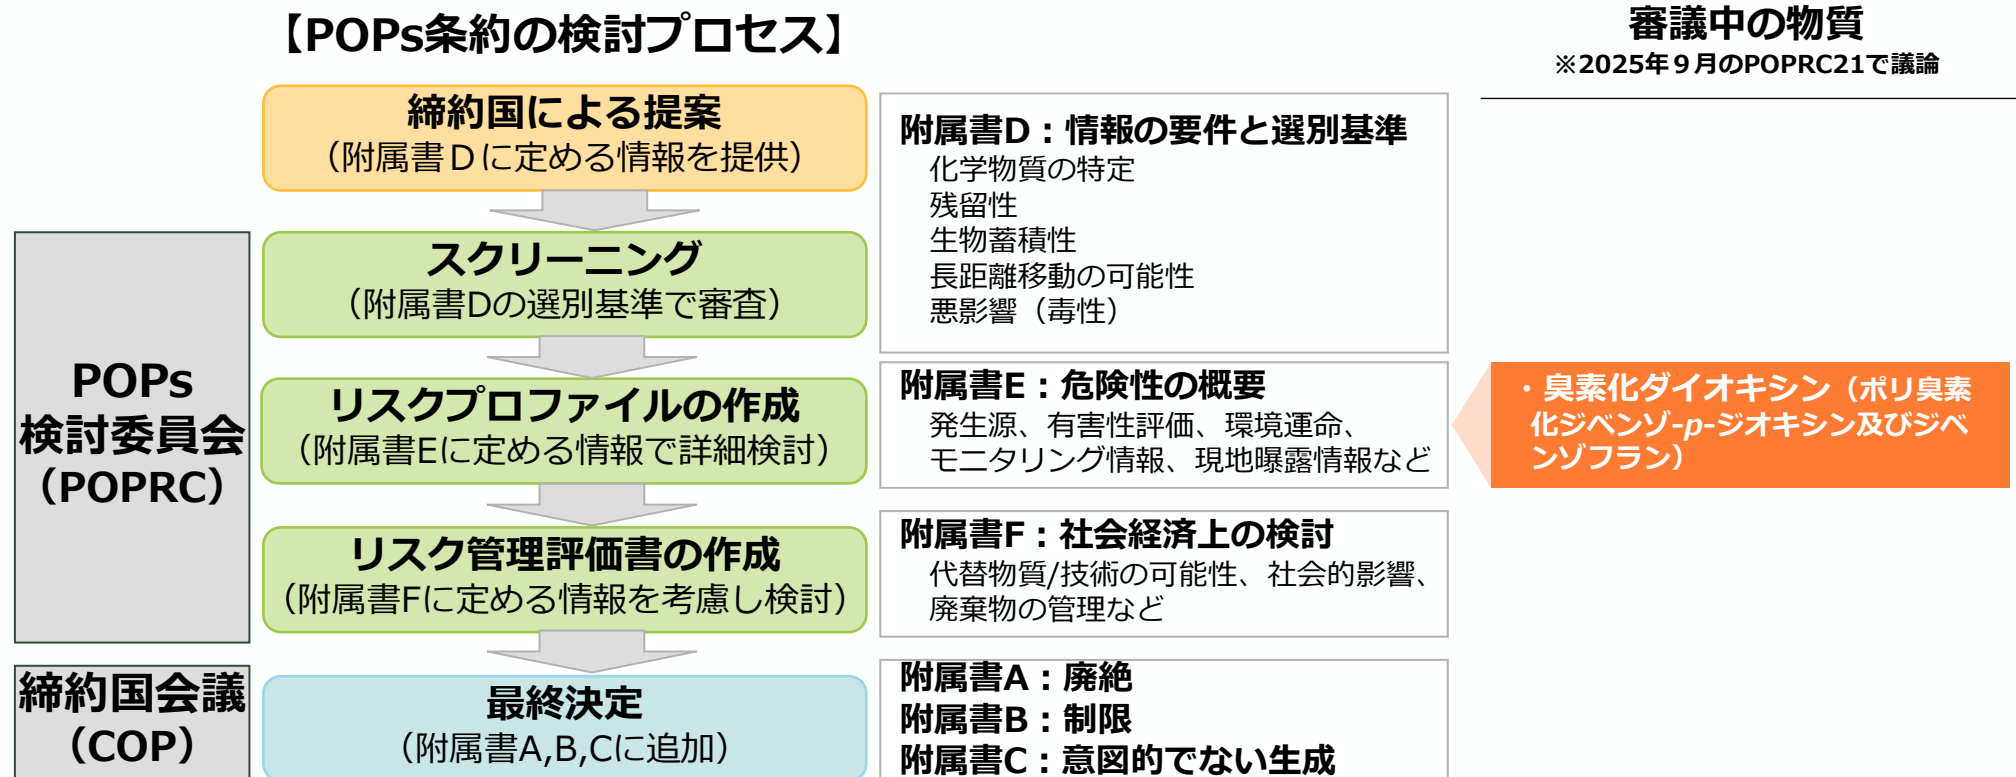 【POPs条約の検討プロセス】
審議中の物質
※2025年９月のPOPRC21で議論
締約国による提案
（附属書Ｄに定める情報を提供）
附属書D：情報の要件と選別基準
化学物質の特定
残留性
生物蓄積性
長距離移動の可能性
悪影響（毒性）
POPs
検討委員会
（POPRC）
スクリーニング
（附属書Dの選別基準で審査）
リスクプロファイルの作成
（附属書Eに定める情報で詳細検討）
附属書E：危険性の概要
発生源、有害性評価、環境運命、
モニタリング情報、現地曝露情報など
・臭素化ダイオキシン（ポリ臭素
化ジベンゾ-p-ジオキシン及びジベ
ンゾフラン）
リスク管理評価書の作成
（附属書Fに定める情報を考慮し検討）
附属書F：社会経済上の検討
代替物質/技術の可能性、社会的影響、
廃棄物の管理など
締約国会議
（COP）
最終決定
（附属書A,B,Cに追加）
附属書A：廃絶
附属書B：制限
附属書C：意図的でない生成